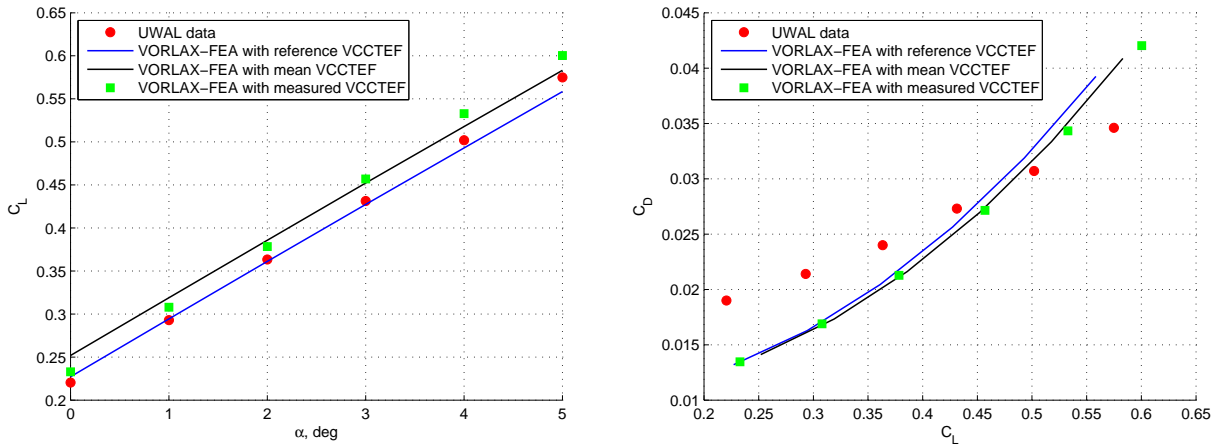 UWAL data
VORLAX-FEA with reference VCCTEF
VORLAX-FEA with mean VCCTEF
VORLAX-FEA with measured VCCTEF
0.65
0.6
0.55
0.5
0.45
0.4
0.35
0.3
0.25
0.2
C_L
0
1
2
3
4
5
α, deg
UWAL data
VORLAX-FEA with reference VCCTEF
VORLAX-FEA with mean VCCTEF
VORLAX-FEA with measured VCCTEF
0.045
0.04
0.035
0.03
0.025
0.02
0.015
0.01
C_D
0.2
0.25
0.3
0.35
0.4
0.45
0.5
0.55
0.6
0.65
C_L